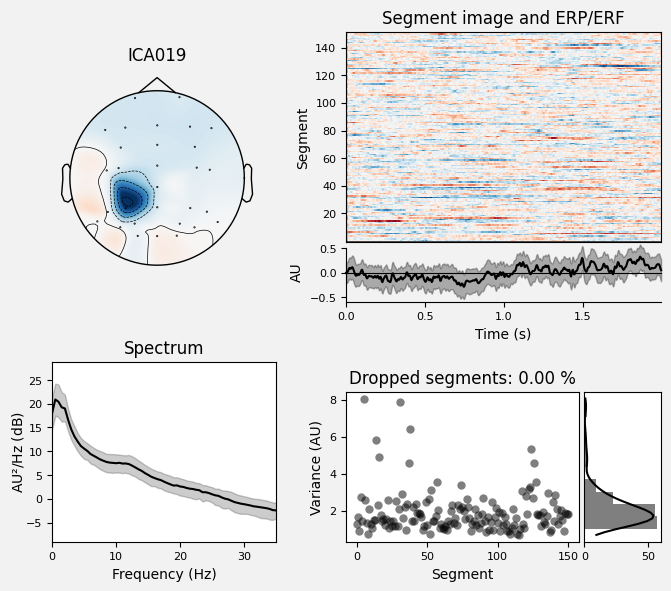 ICA019
Segment image and ERP/ERF
Segment
140
120
100
80
60
40
20
AU
0.5
0.0
−0.5
0.0 0.5 1.0 1.5
Time (s)
Spectrum
AU²/Hz (dB)
25
20
15
10
5
0
−5
0 10 20 30
Frequency (Hz)
Dropped segments: 0.00 %
Variance (AU)
8
6
4
2
0 50 100 150
Segment
0 50